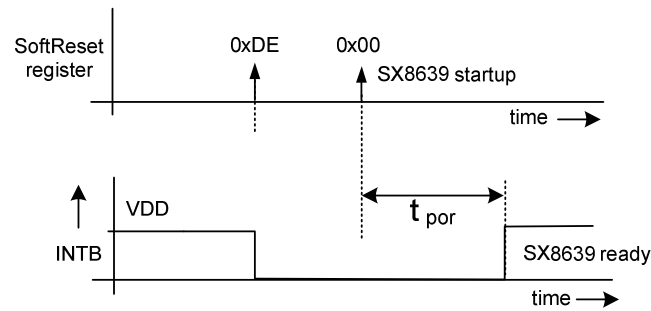 SoftReset
register
0xDE
0x00
SX8639 startup
time
t por
VDD
INTB
SX8639 ready
time